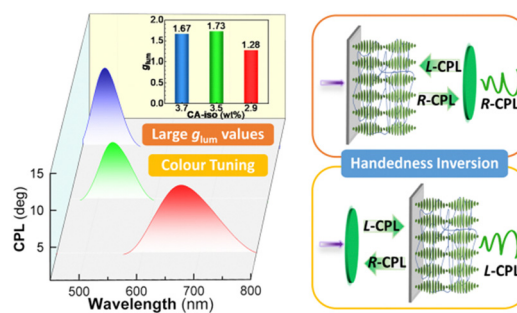 2.0
1.5
1.0
0.5
0.0
glum
1.67
1.73
1.28
3.7
3.5
2.9
CA-iso (wt%)
Large glum values
Colour Tuning
CPL (deg)
15
10
5
500
600
700
800
Wavelength (nm)
L-CPL
R-CPL
R-CPL
Handedness Inversion
L-CPL
R-CPL
L-CPL